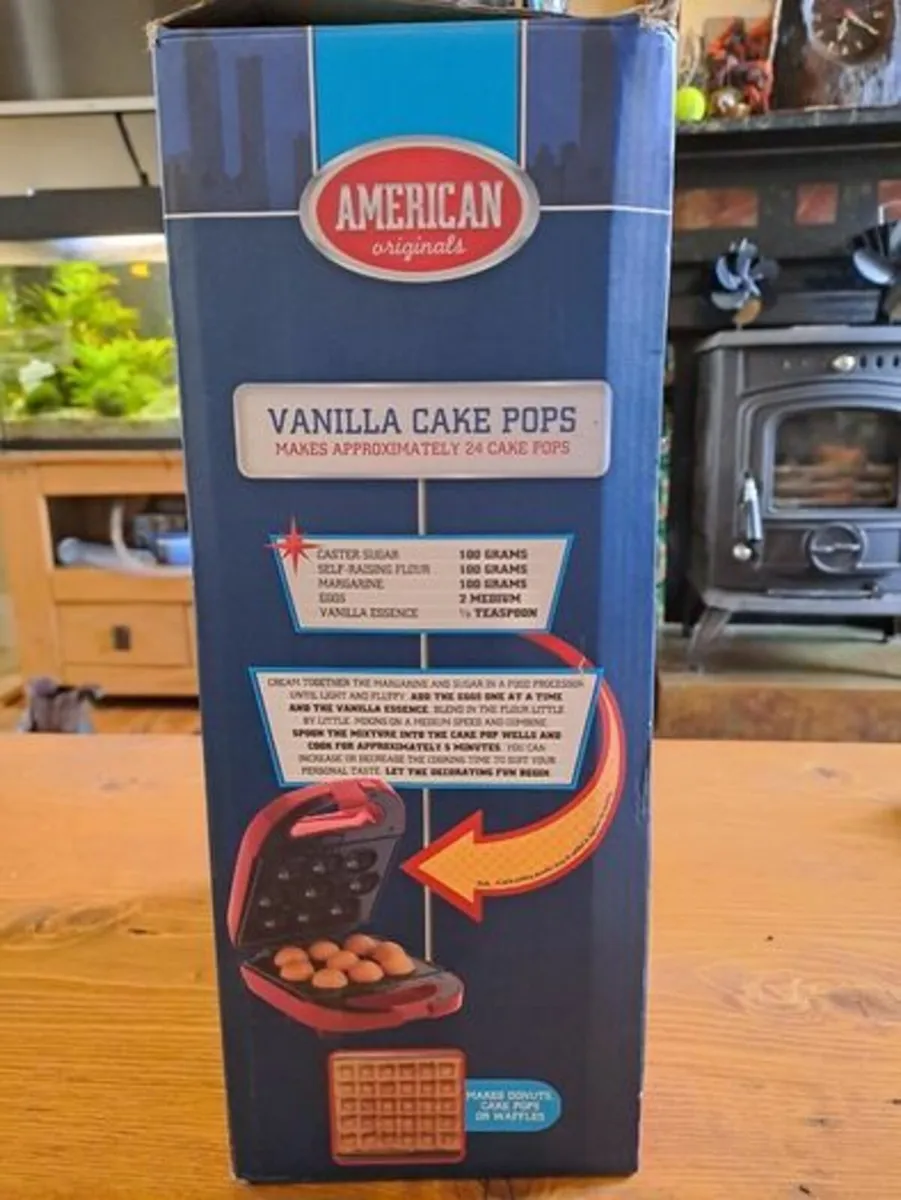 AMERICAN
originals
VANILLA CAKE POPS
MAKES APPROXIMATELY 24 CAKE POPS
CASTER SUGAR 100 GRAMS
SELF-RAISING FLOUR 100 GRAMS
MARGARINE 100 GRAMS
EGGS 2 MEDIUM
VANILLA ESSENCE TEASPOON
CREAM TOGETHER THE MARGARINE AND SUGAR IN A FOOD PROCESSOR
UNTIL LIGHT AND FLUFFY. ADD THE EGGS ONE AT A TIME
AND THE VANILLA ESSENCE. BLEND IN THE FLOUR LITTLE
BY LITTLE, MIXING ON A MEDIUM SPEED AND COMBINE.
SPOON THE MIXTURE INTO THE CAKE POP WELLS AND
COOK FOR APPROXIMATELY 5 MINUTES. YOU CAN
INCREASE OR DECREASE THE COOKING TIME TO SUIT YOUR
PERSONAL TASTE. LET THE DECORATING FUN BEGIN
MAKES DONUTS,
CAKE POPS
OR WAFFLES